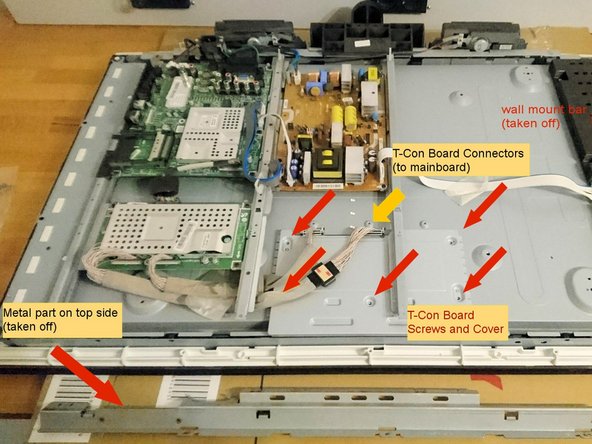 wall mount bar
(taken off)
T-Con Board Connectors
(to mainboard)
Metal part on top side
(taken off)
T-Con Board
Screws and Cover